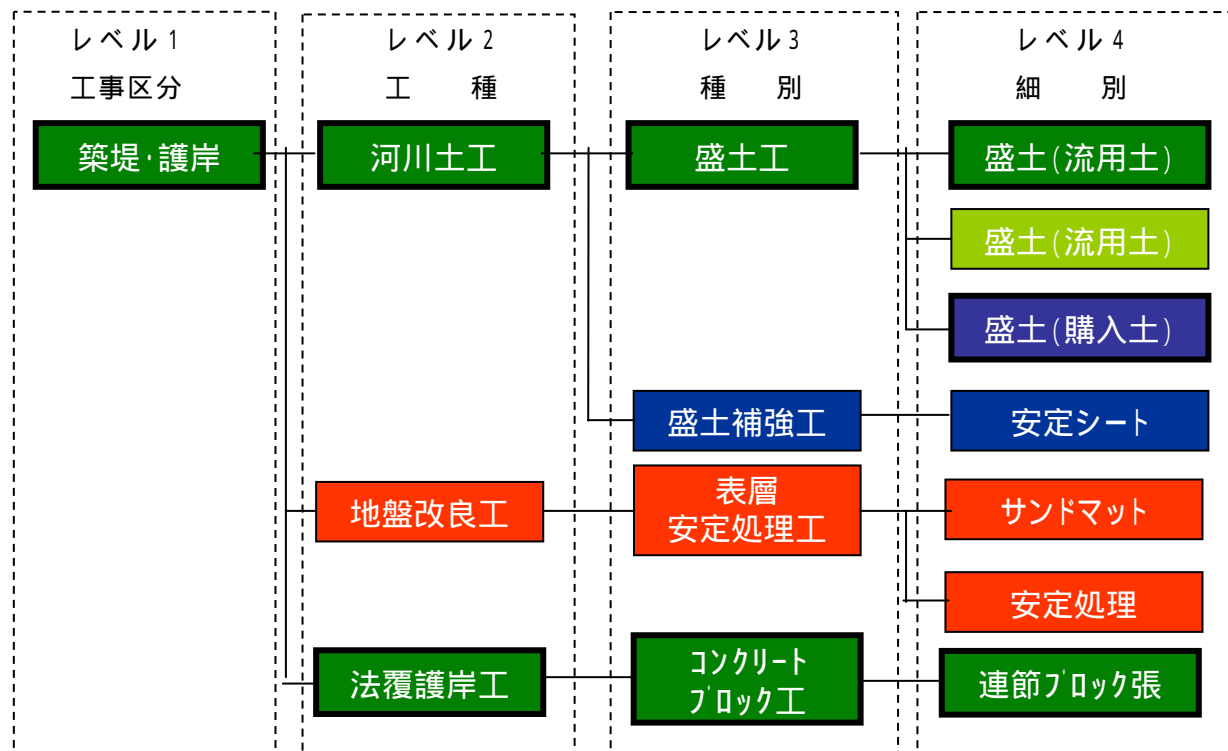 レベル1
レベル2
レベル3
レベル4
工事区分
工 種
種 別
細 別
築堤・護岸
河川土工
盛土工
盛土(流用土)
盛土(流用土)
盛土(購入土)
盛土補強工
安定シート
地盤改良工
表層
安定処理工
サンドマット
安定処理
法覆護岸工
コンクリート
ブロック工
連節ブロック張